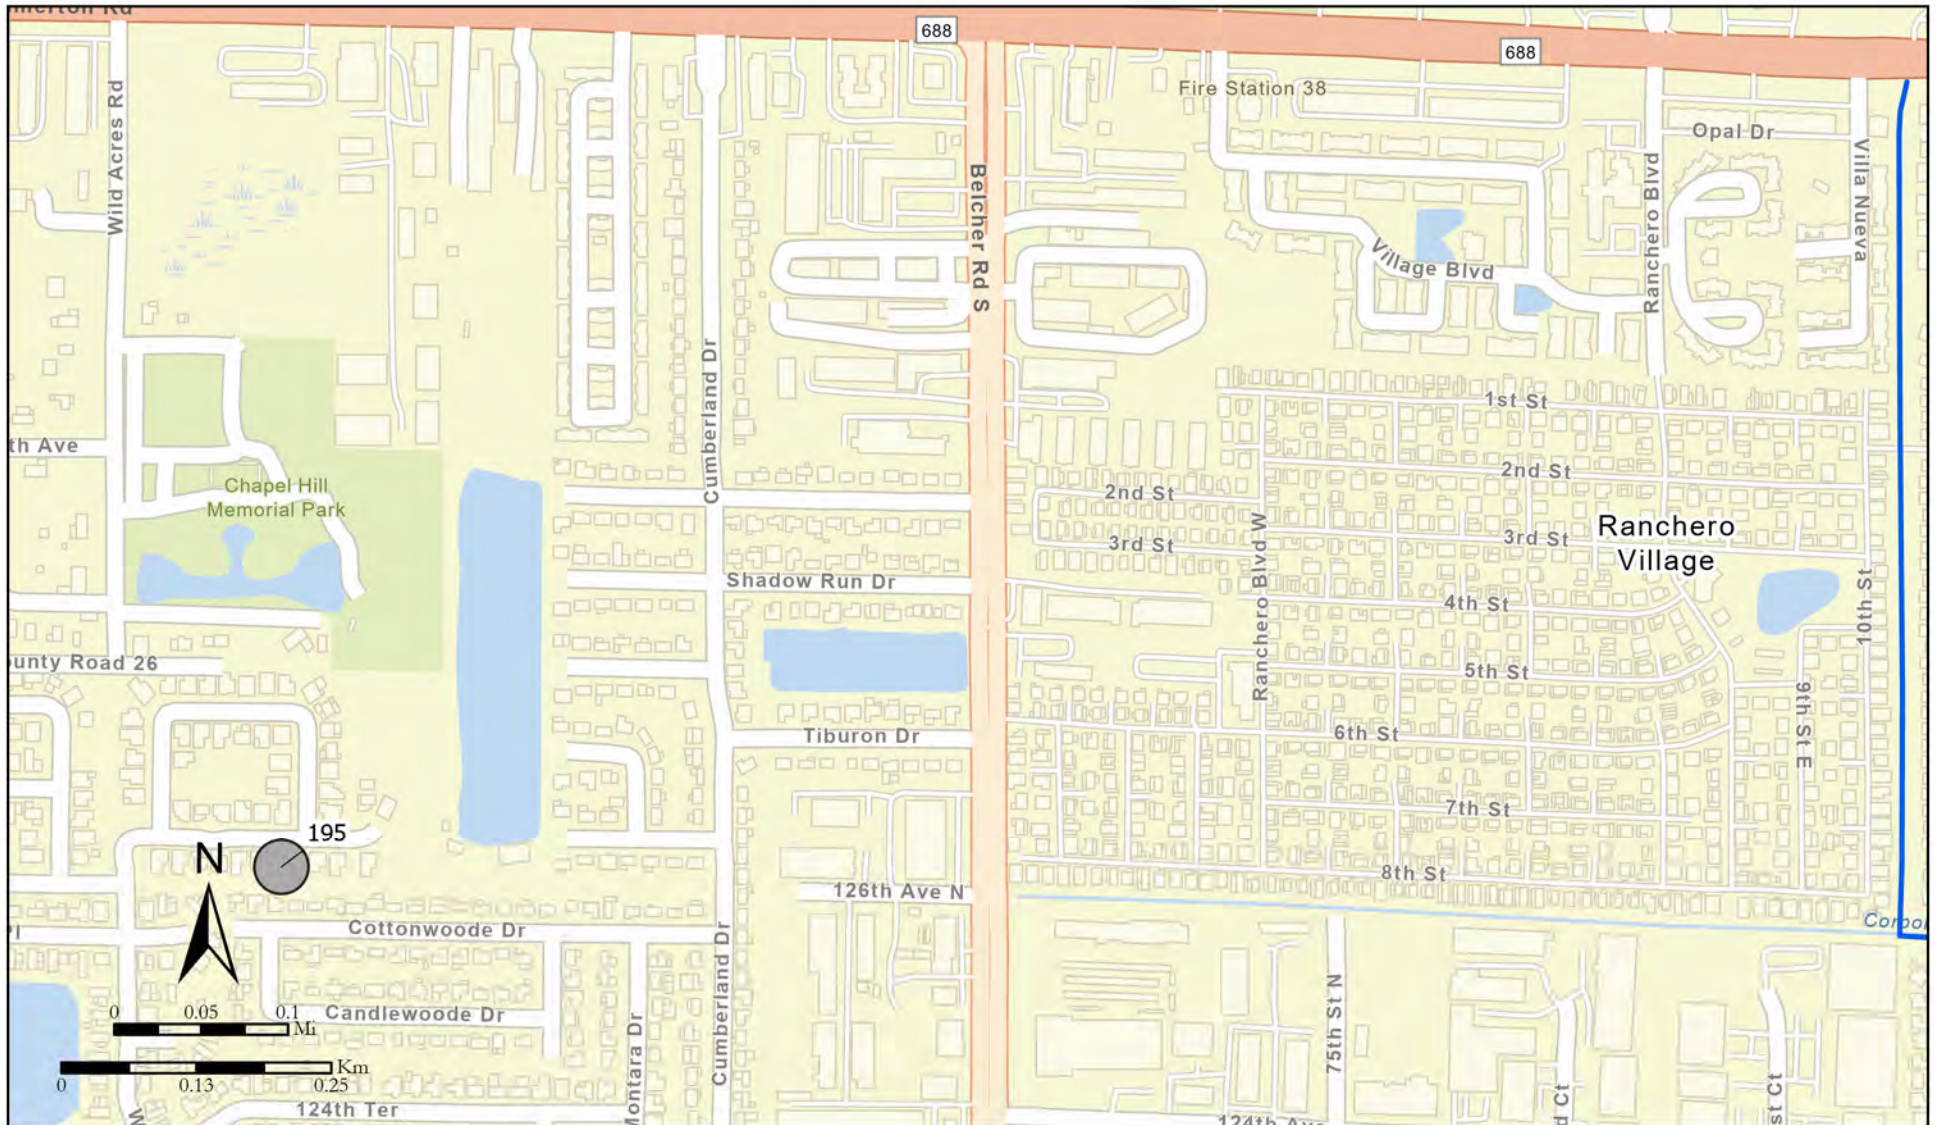 688
688
Fire Station 38
Opal Dr
Wild Acres Rd
Belcher Rd S
Ranchero Blvd
Villa Nueva
Village Blvd
Cumberland Dr
1st St
th Ave
2nd St
Chapel Hill
Memorial Park
2nd St
3rd St
3rd St
Ranchero
Village
Shadow Run Dr
Ranchero Blvd W
4th St
10th St
ounty Road 26
5th St
9th St E
Tiburon Dr
6th St
7th St
195
N
8th St
126th Ave N
Cottonwoode Dr
Cumberland Dr
75th St N
0 0.05 0.1
Mi
Candlewoode Dr
Montara Dr
Km
0 0.13 0.25
124th Ter
124th Ave
d Ct
st Ct